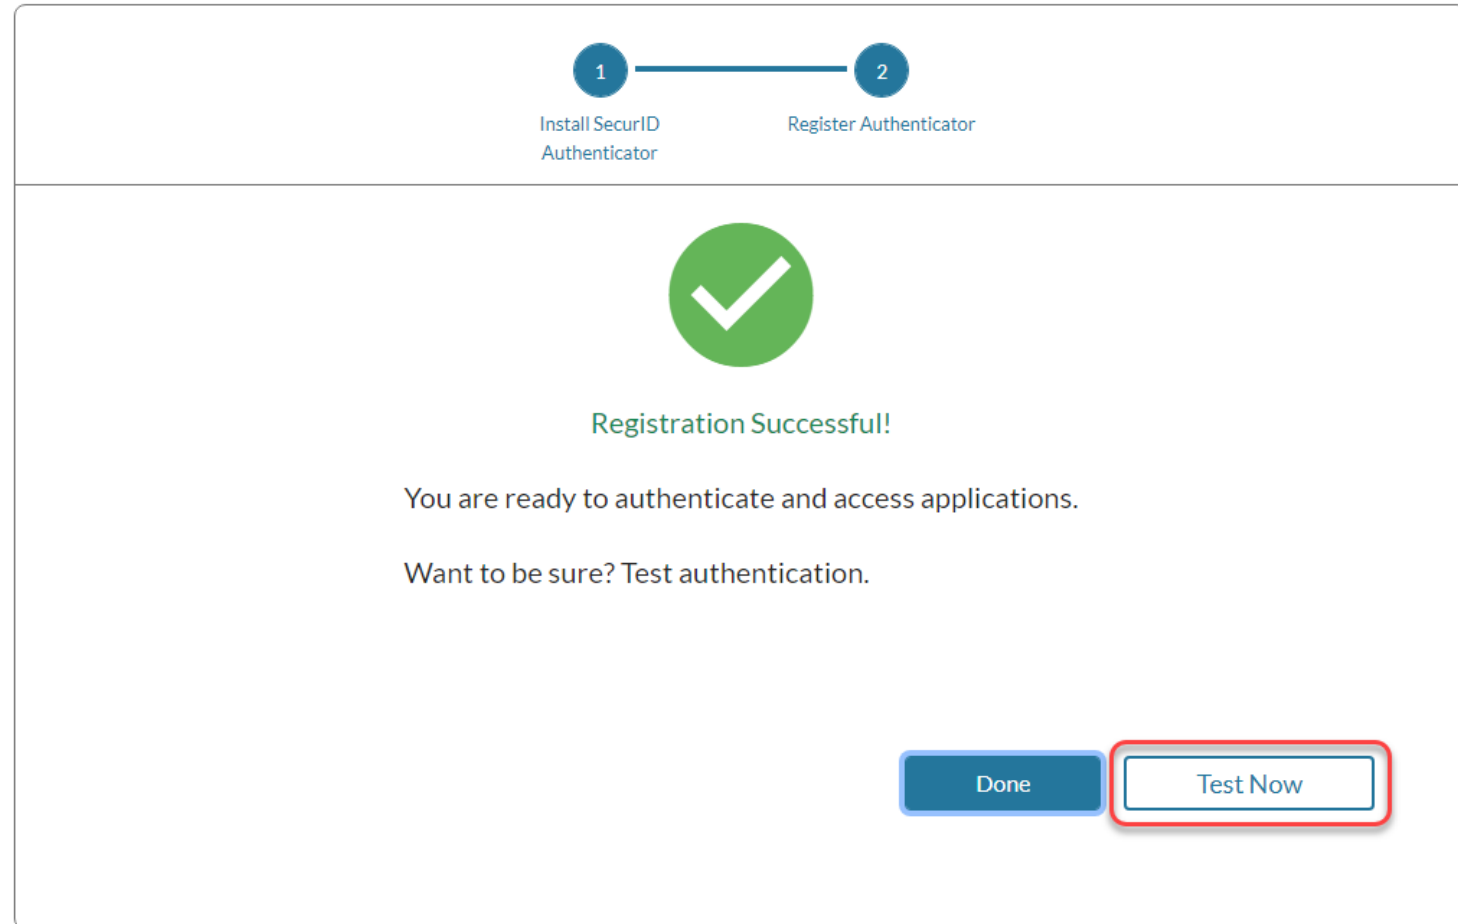 1
2
Install SecurID
Authenticator
Register Authenticator
Registration Successful!
You are ready to authenticate and access applications.
Want to be sure? Test authentication.
Done
Test Now